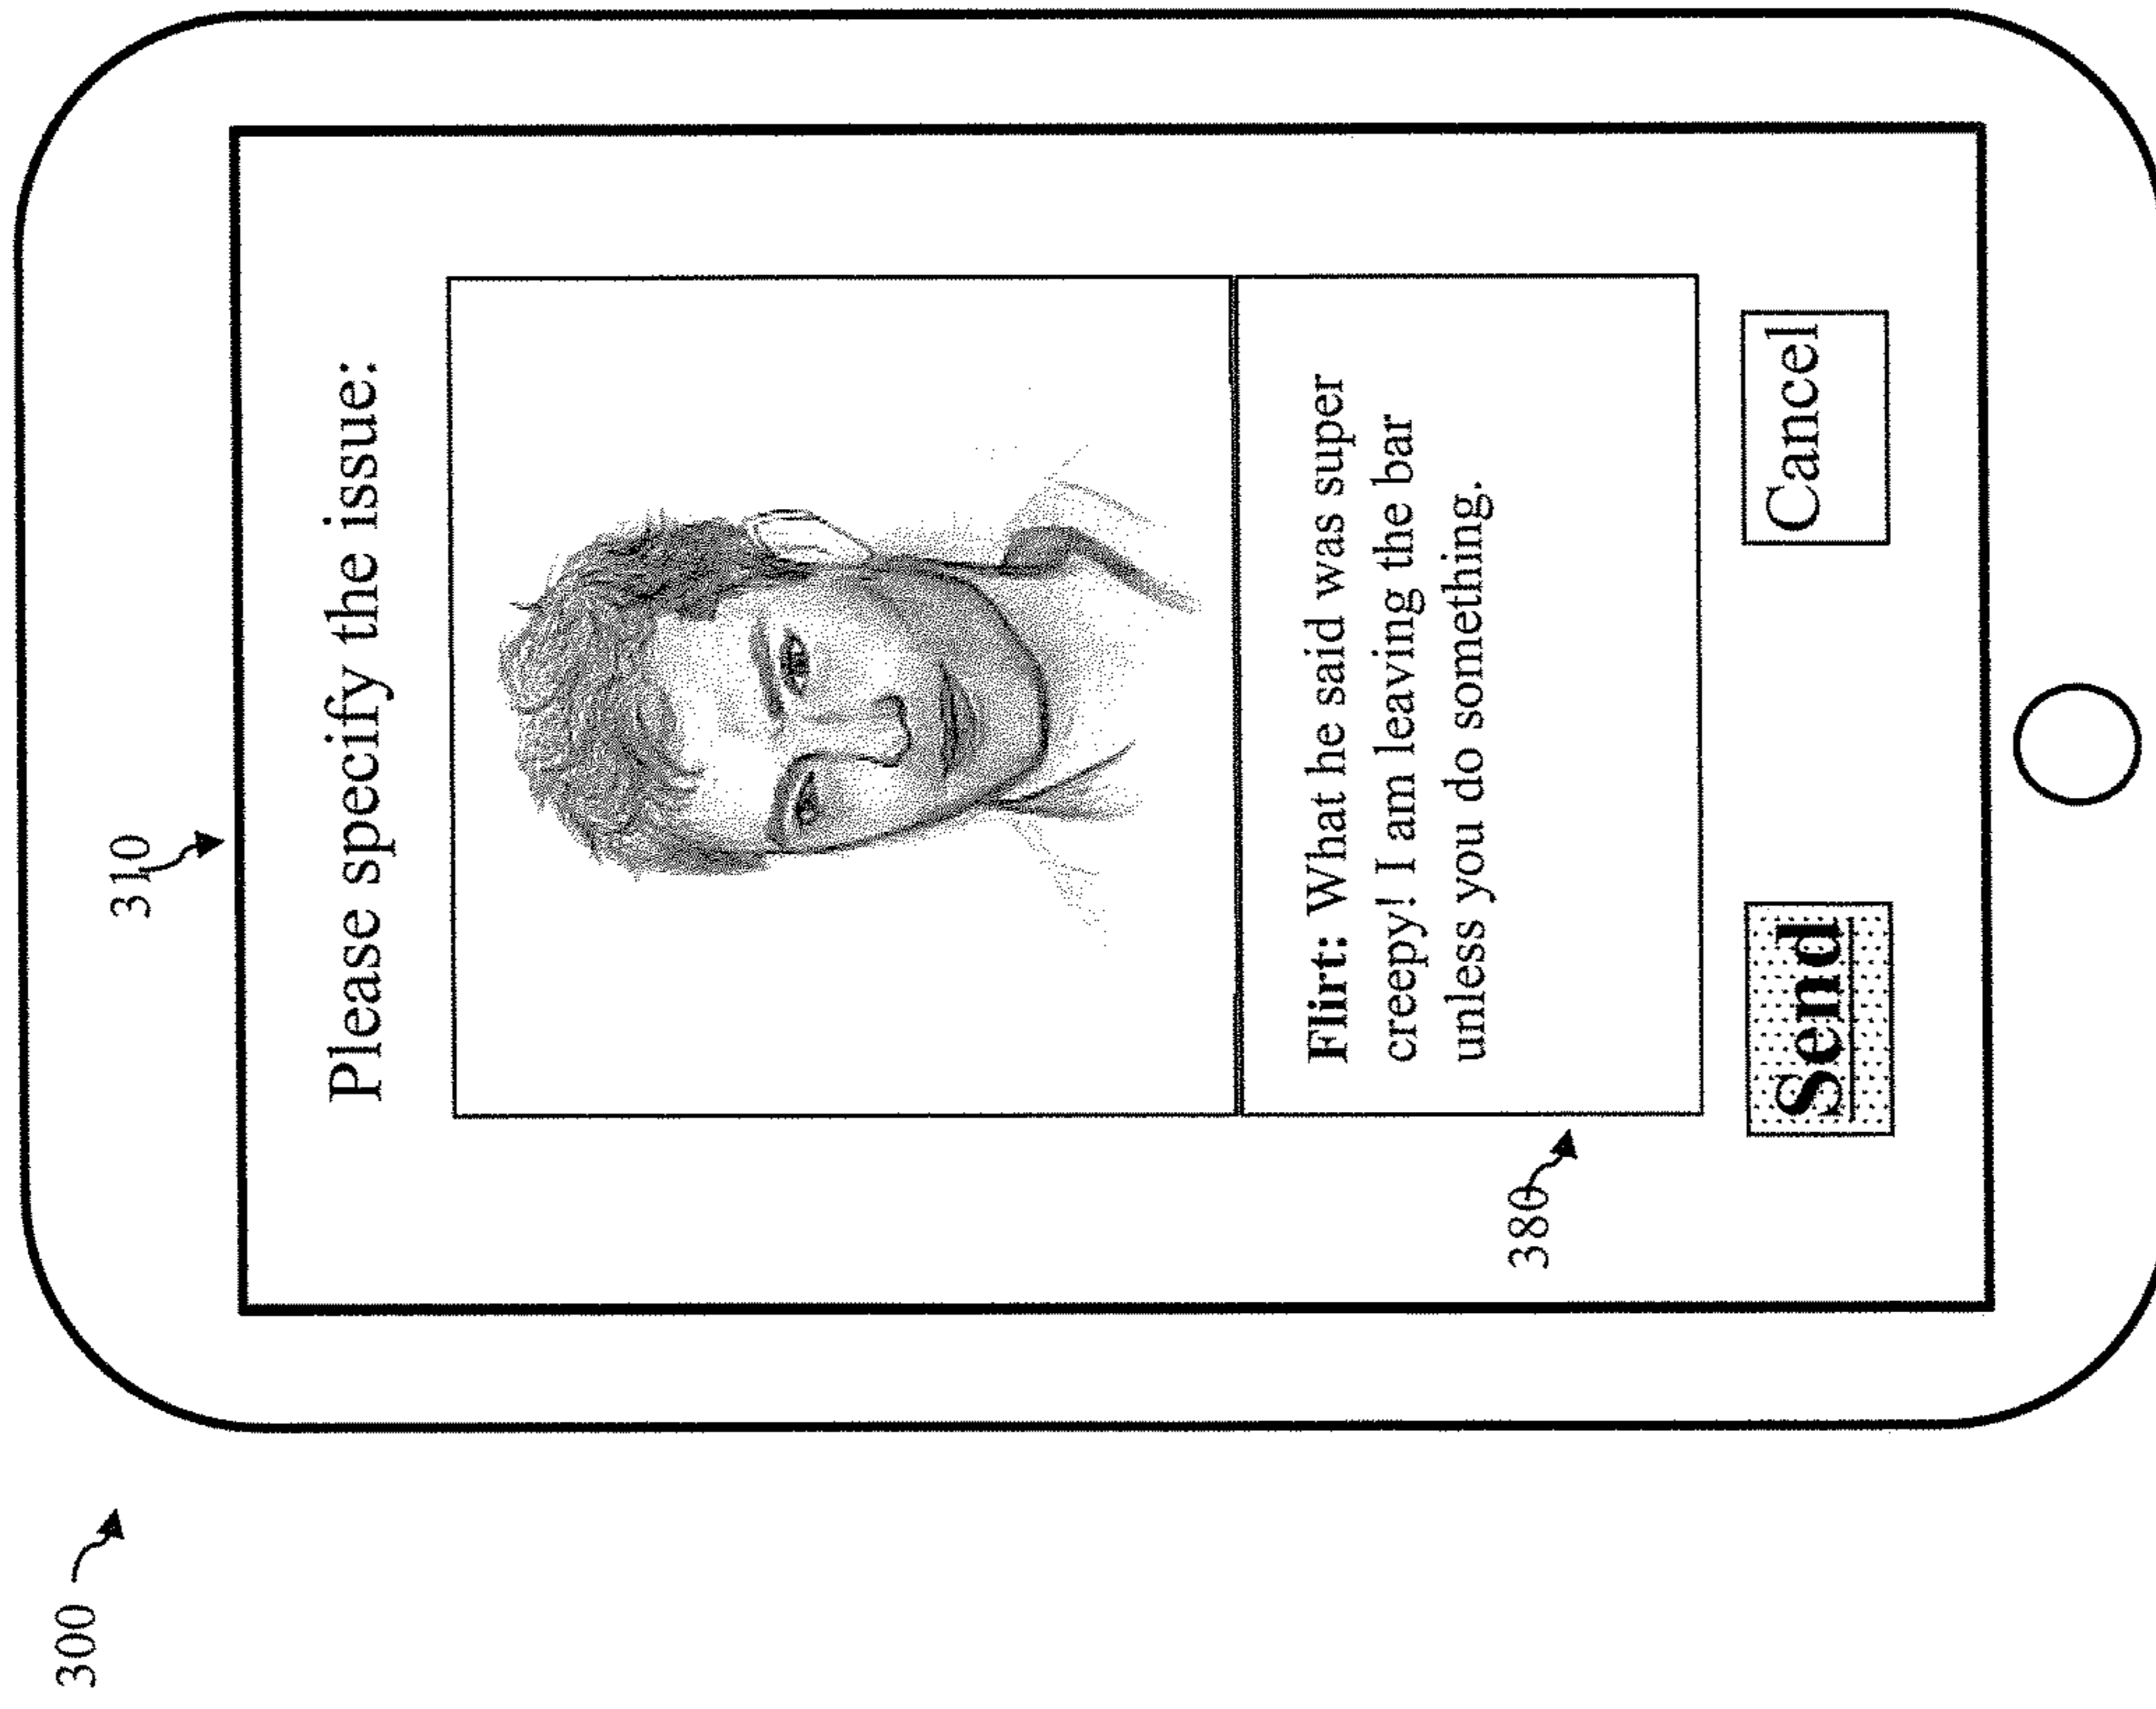 300
310
Please specify the issue:
380
Flirt: What he said was super
creepy! I am leaving the bar
unless you do something.
Send
Cancel